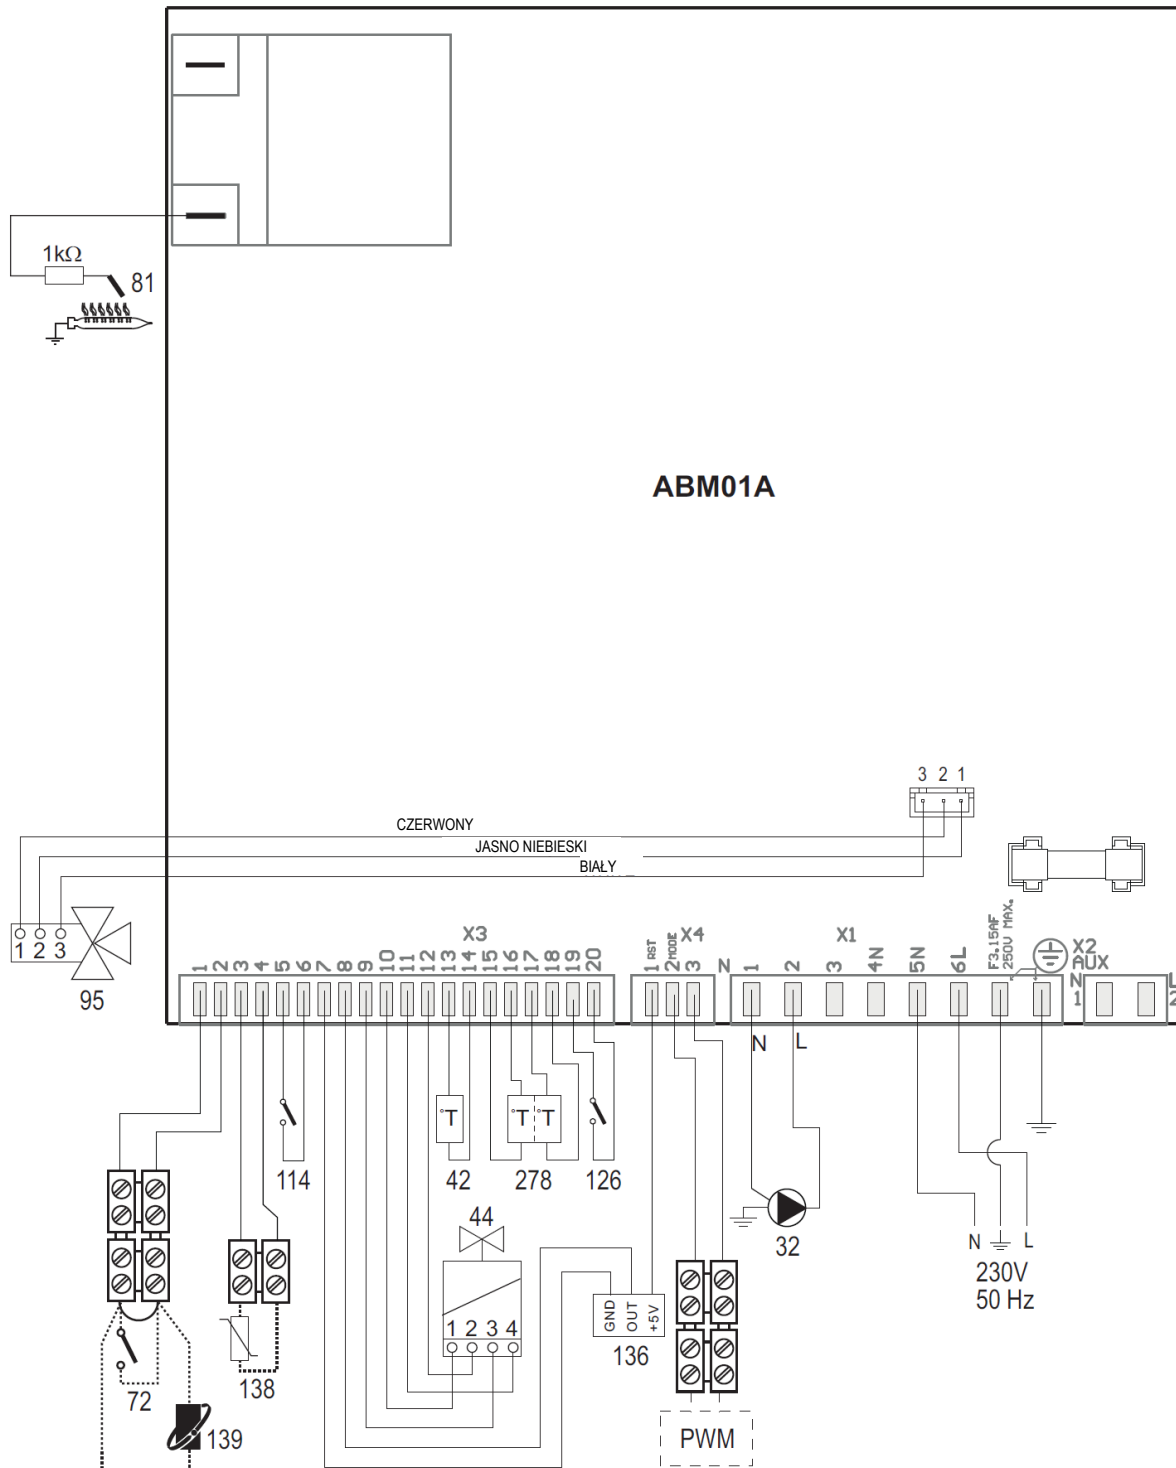 1kΩ
81
ABM01A
3 2 1
CZERWONY
JASNO NIEBIESKI
BIAŁY
1 2 3
95
X3
1 2 3 4 5 6 7 8 9 10 11 12 13 14 15 16 17 18 19 20
X4
1 RST
2 MODE
3
N
X1
1 2 3 4N 5N 6L
F3.15AF
250V MAX.
X2
AUX
N
1
L
2
N
L
°T
°T °T
114
42
278
126
44
1 2 3 4
GND
OUT
+5V
136
32
N
L
230V
50 Hz
72
138
139
PWM